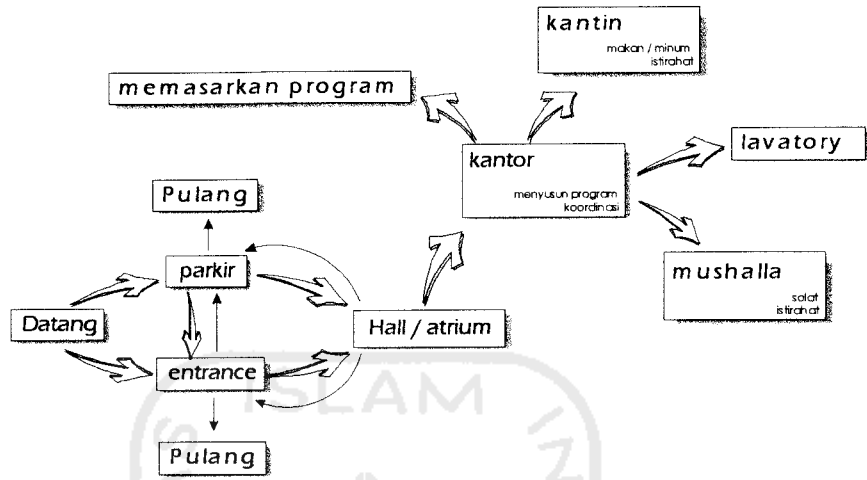 kantin
makan / minum
istirahat
memasarkan program
lavatory
kantor
menyusun program
koordinasi
Pulang
parkir
mushalla
solat
istirahat
Datang
Hall / atrium
entrance
ISLAM
Pulang